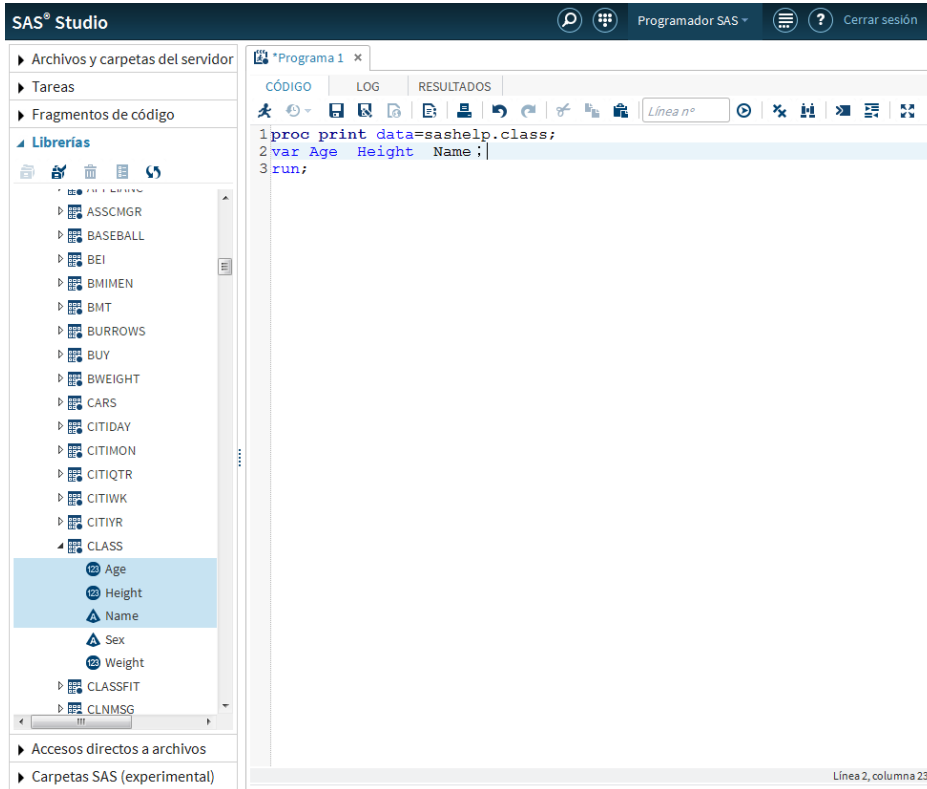 SAS® Studio
Programador SAS
?
Cerrar sesión
Archivos y carpetas del servidor
Tareas
Fragmentos de código
Librerías
ASSCMGR
BASEBALL
BEI
BMIMEN
BMT
BURROWS
BUY
BWEIGHT
CARS
CITIDAY
CITIMON
CITIQTR
CITIWK
CITIYR
CLASS
123 Age
123 Height
A Name
A Sex
123 Weight
CLASSFIT
CLNMSG
Accesos directos a archivos
Carpetas SAS (experimental)
*Programa 1 ×
CÓDIGO LOG RESULTADOS
Línea nº
1 proc print data=sashelp.class;
2 var Age Height Name ;
3 run;
Línea 2, columna 23